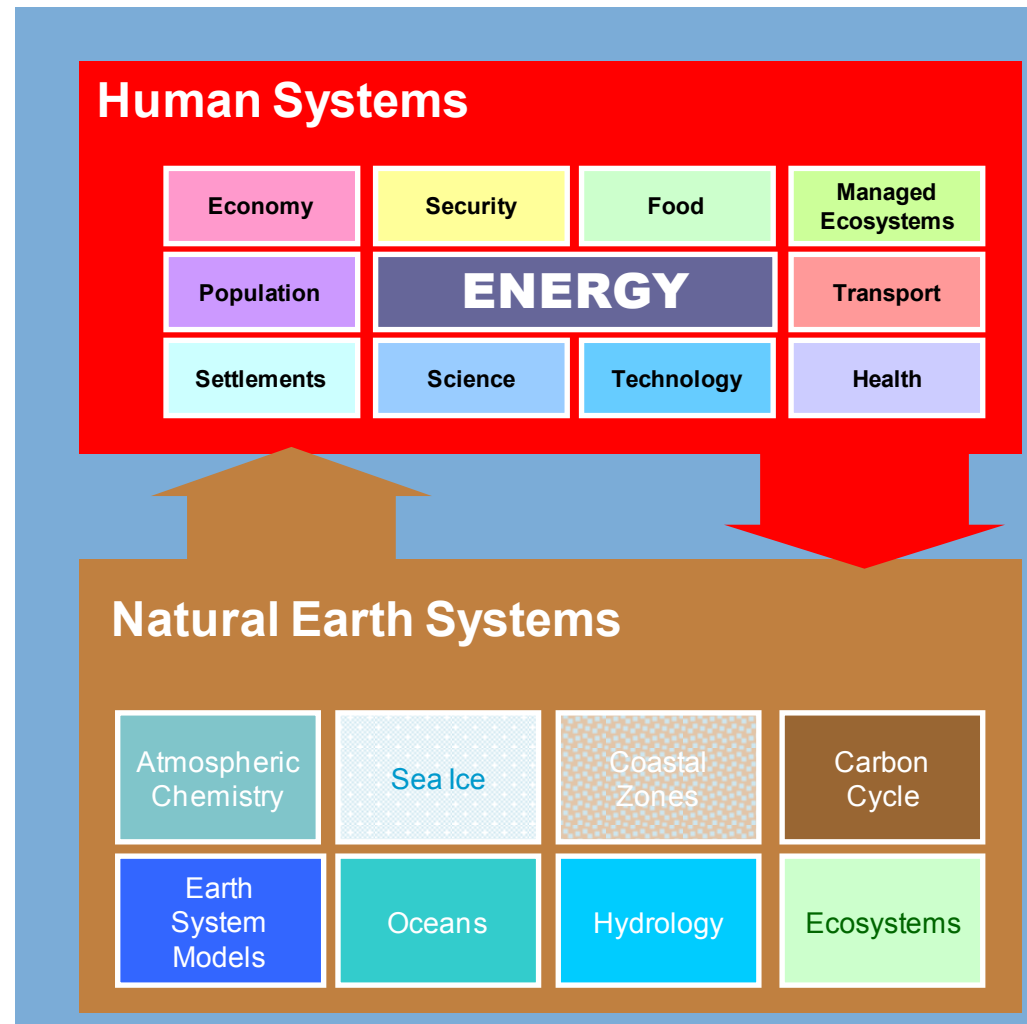 Human Systems
Economy
Security
Food
Managed
Ecosystems
Population
ENERGY
Transport
Settlements
Science
Technology
Health
Natural Earth Systems
Atmospheric
Chemistry
Sea Ice
Coastal
Zones
Carbon
Cycle
Earth
System
Models
Oceans
Hydrology
Ecosystems